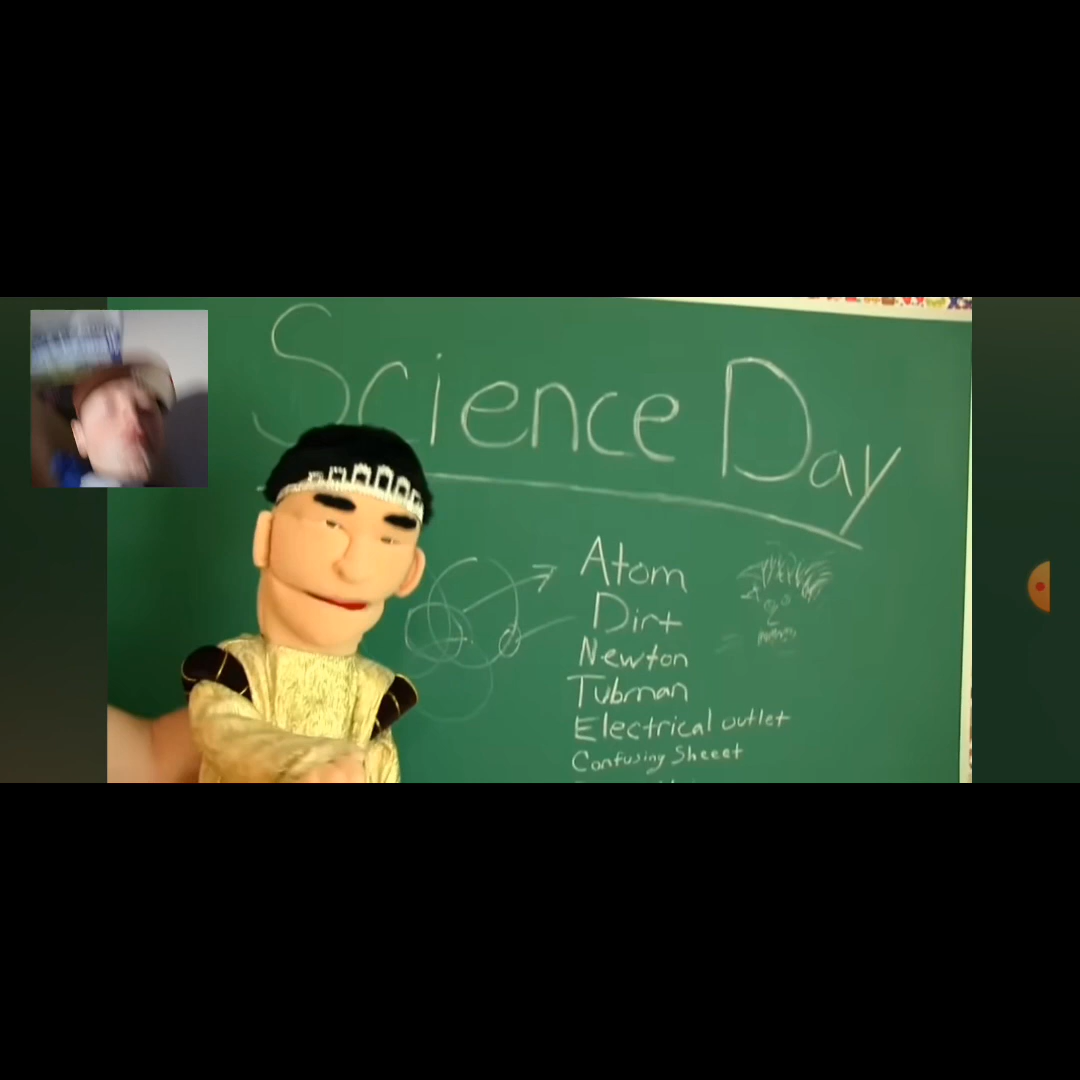 Science Day
Atom
Dirt
Newton
Tubman
Electrical outlet
Confusing Sheeet